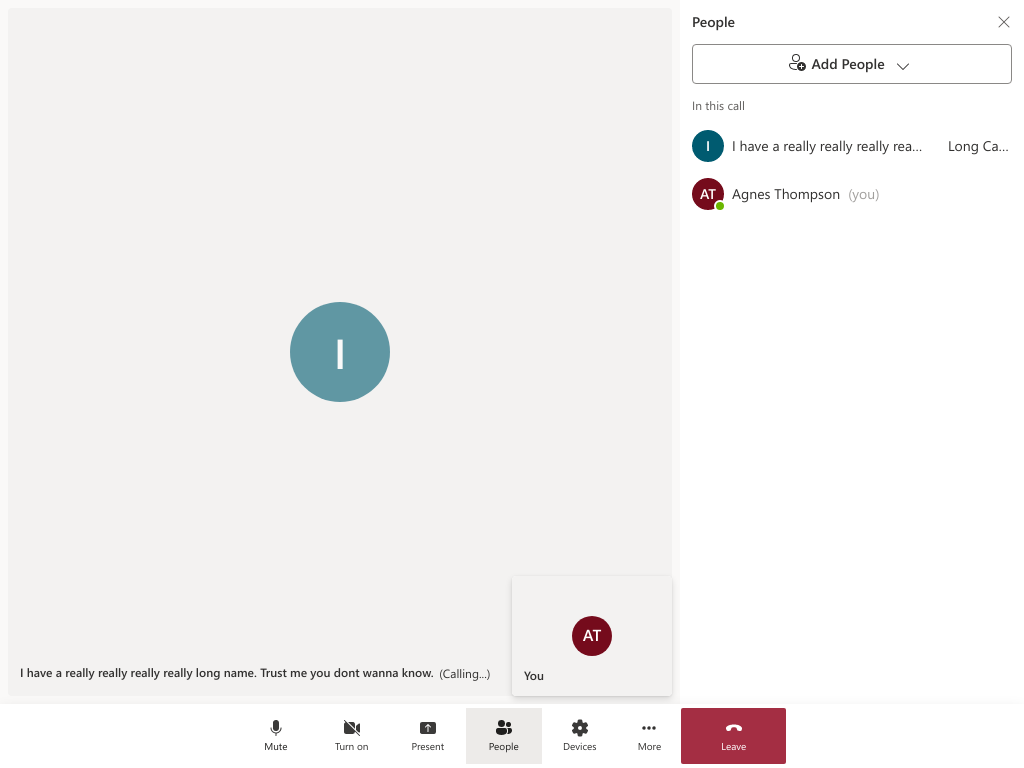 People
Add People
In this call
I I have a really really really rea... Long Ca...
AT Agnes Thompson (you)
I
AT
You
I have a really really really really long name. Trust me you dont wanna know. (Calling...)
Mute Turn on Present People Devices More Leave